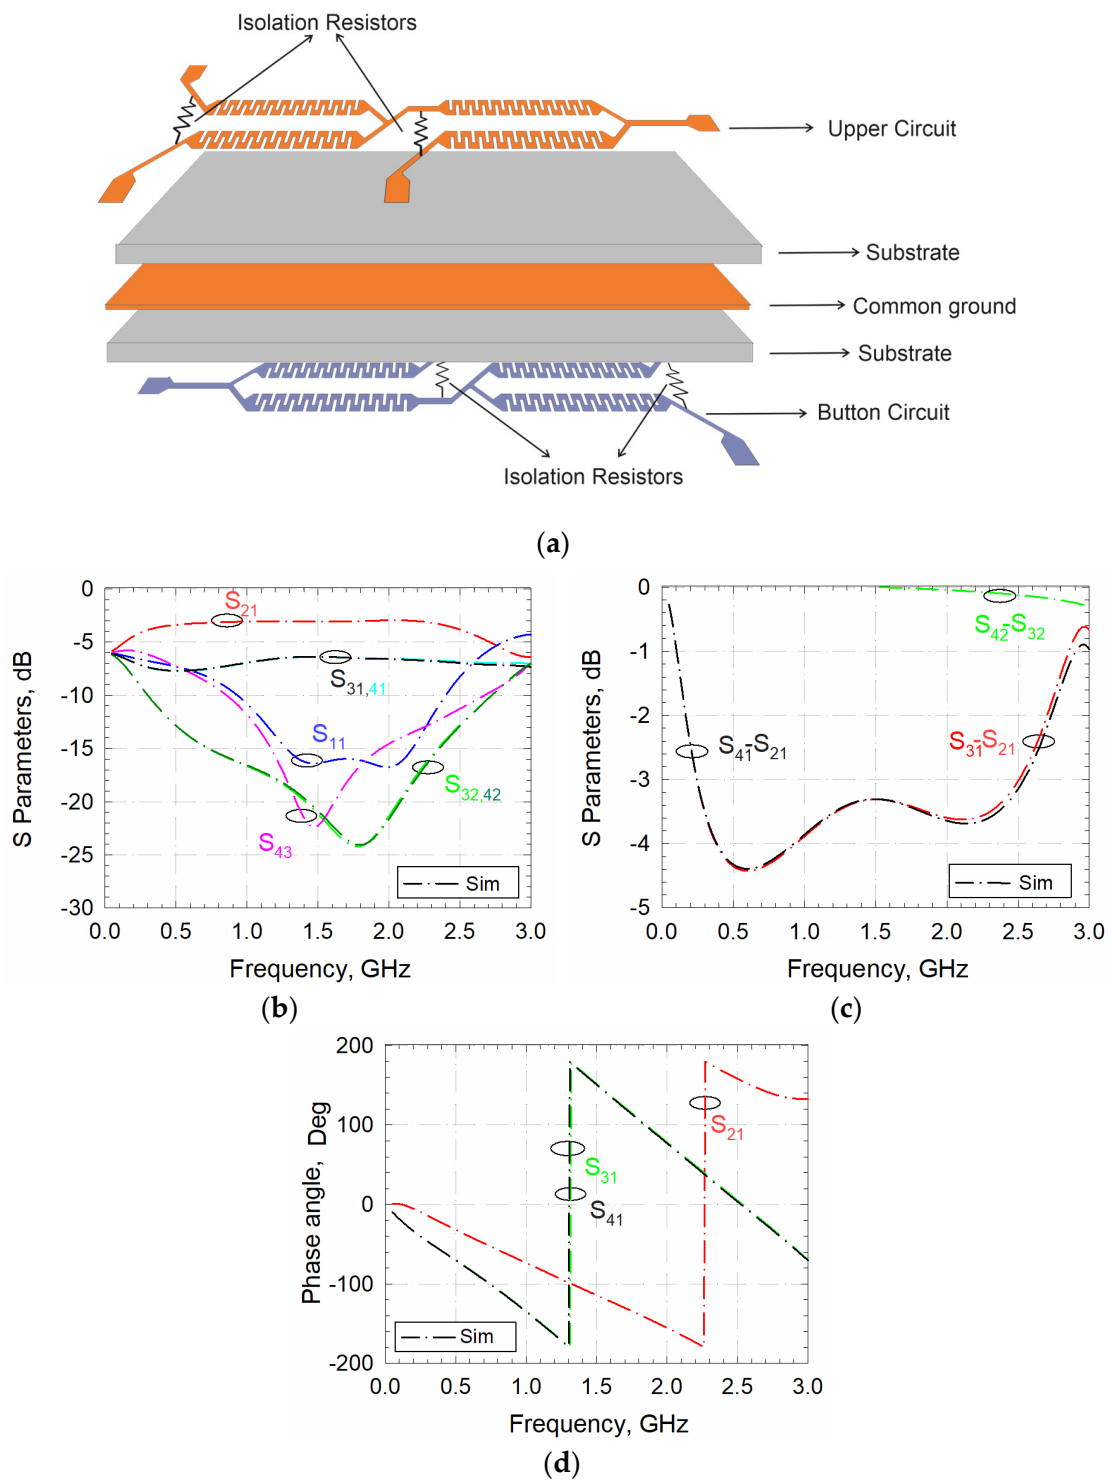 Isolation Resistors
Upper Circuit
Substrate
Common ground
Substrate
Button Circuit
Isolation Resistors
(a)
S Parameters, dB
0
-5
-10
-15
-20
-25
-30
S21
S31,41
S11
S32,42
S43
Sim
0.0 0.5 1.0 1.5 2.0 2.5 3.0
Frequency, GHz
(b)
S Parameters, dB
0
-1
-2
-3
-4
-5
S42-S32
S41-S21
S31-S21
Sim
0.0 0.5 1.0 1.5 2.0 2.5 3.0
Frequency, GHz
(c)
Phase angle, Deg
200
100
0
-100
-200
S21
S31
S41
Sim
0.0 0.5 1.0 1.5 2.0 2.5 3.0
Frequency, GHz
(d)